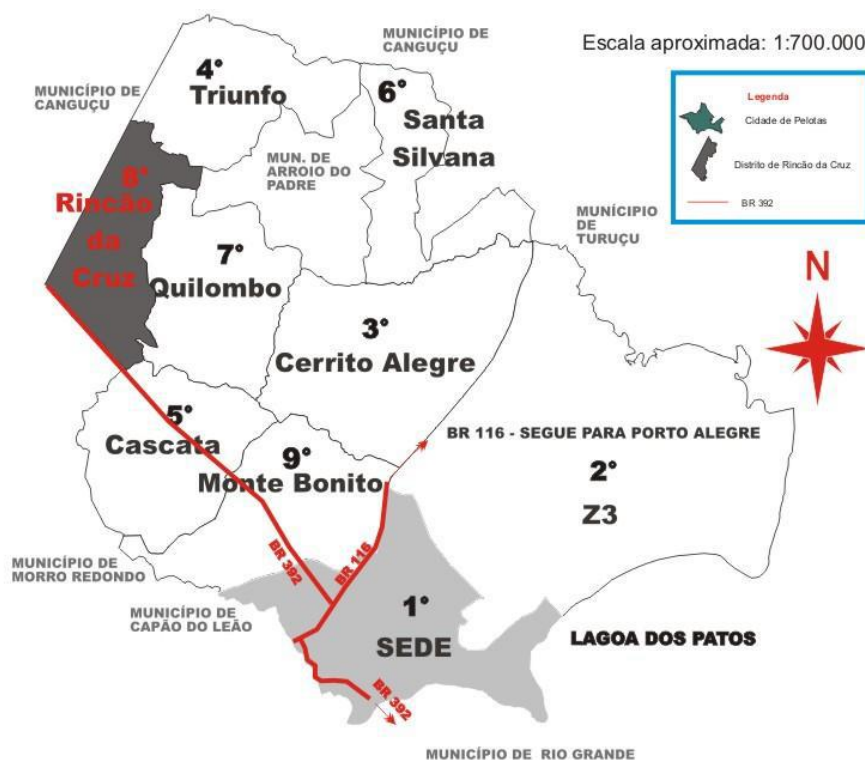 MUNICÍPIO DE
CANGUÇU
Escala aproximada: 1:700.000
4°
Triunfo
MUNICÍPIO DE
CANGUÇU
6°
Santa
Silvana
Legenda
Cidade de Pelotas
Distrito de Rincão da Cruz
BR 392
MUN. DE
ARROIO DO
PADRE
8°
Rincão
da
Cruz
MUNÍCIPIO
DE
TURUÇU
7°
Quilombo
N
3°
Cerrito Alegre
5°
Cascata
BR 116 - SEGUE PARA PORTO ALEGRE
9°
Monte Bonito
2°
Z3
BR 392
BR 116
MUNICÍPIO DE
MORRO REDONDO
MUNICÍPIO DE
CAPÃO DO LEÃO
1°
SEDE
LAGOA DOS PATOS
BR 392
MUNICÍPIO DE RIO GRANDE